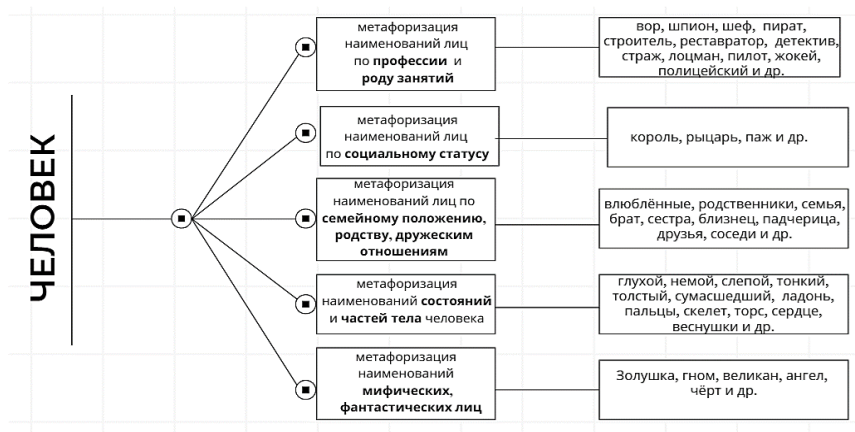 ЧЕЛОВЕК
метафоризация
наименований лиц
по профессии и
роду занятий
вор, шпион, шеф, пират,
строитель, реставратор, детектив,
страж, лоцман, пилот, жокей,
полицейский и др.
метафоризация
наименований лиц
по социальному статусу
король, рыцарь, паж и др.
метафоризация
наименований лиц по
семейному положению,
родству, дружеским
отношениям
влюблённые, родственники, семья,
брат, сестра, близнец, падчерица,
друзья, соседи и др.
метафоризация
наименований состояний
и частей тела человека
глухой, немой, слепой, тонкий,
толстый, сумасшедший, ладонь,
пальцы, скелет, торс, сердце,
веснушки и др.
метафоризация
наименований
мифических,
фантастических лиц
Золушка, гном, великан, ангел,
чёрт и др.